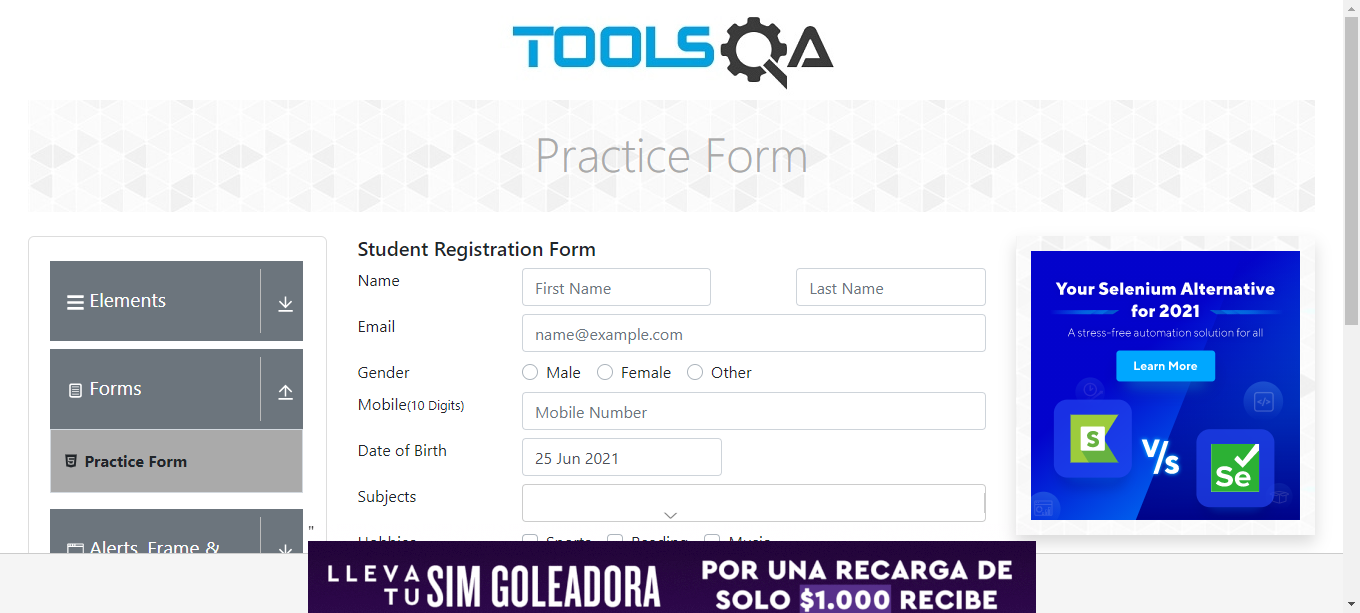 TOOLSQA
Practice Form
Elements
Forms
Practice Form
Alerts, Frame &
"
Student Registration Form
Name
First Name
Last Name
Email
name@example.com
Gender
Male
Female
Other
Mobile(10 Digits)
Mobile Number
Date of Birth
25 Jun 2021
Subjects
Hobbies
Sports
Reading
Music
Your Selenium Alternative
for 2021
A stress-free automation solution for all
Learn More
S
V/s
Se
</>
LLEVA
TU SIM GOLEADORA
POR UNA RECARGA DE
SOLO $1.000 RECIBE